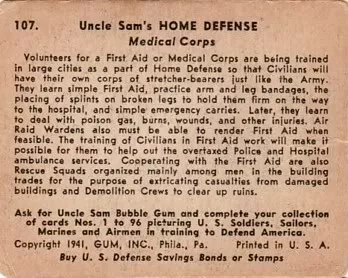 107. Uncle Sam's HOME DEFENSE
Medical Corps
Volunteers for a First Aid or Medical Corps are being trained
in large cities as a part of Home Defense so that Civilians will
have their own corps of stretcher-bearers just like the Army.
They learn simple First Aid, practice arm and leg bandages, the
placing of splints on broken legs to hold them firm on the way
to the hospital, and simple emergency carries. Later, they learn
to deal with poison gas, burns, wounds, and other injuries. Air
Raid Wardens also must be able to render First Aid when
feasible. The training of Civilians in First Aid work will make it
possible for them to help out the overtaxed Police and Hospital
ambulance services. Cooperating with the First Aid are also
Rescue Squads organized mainly among men in the building
trades for the purpose of extricating casualties from damaged
buildings and Demolition Crews to clear up ruins.
Ask for Uncle Sam Bubble Gum and complete your collection
of cards Nos. 1 to 96 picturing U. S. Soldiers, Sailors,
Marines and Airmen in training to Defend America.
Copyright 1941, GUM, INC., Phila., Pa. Printed in U. S. A.
Buy U. S. Defense Savings Bonds or Stamps